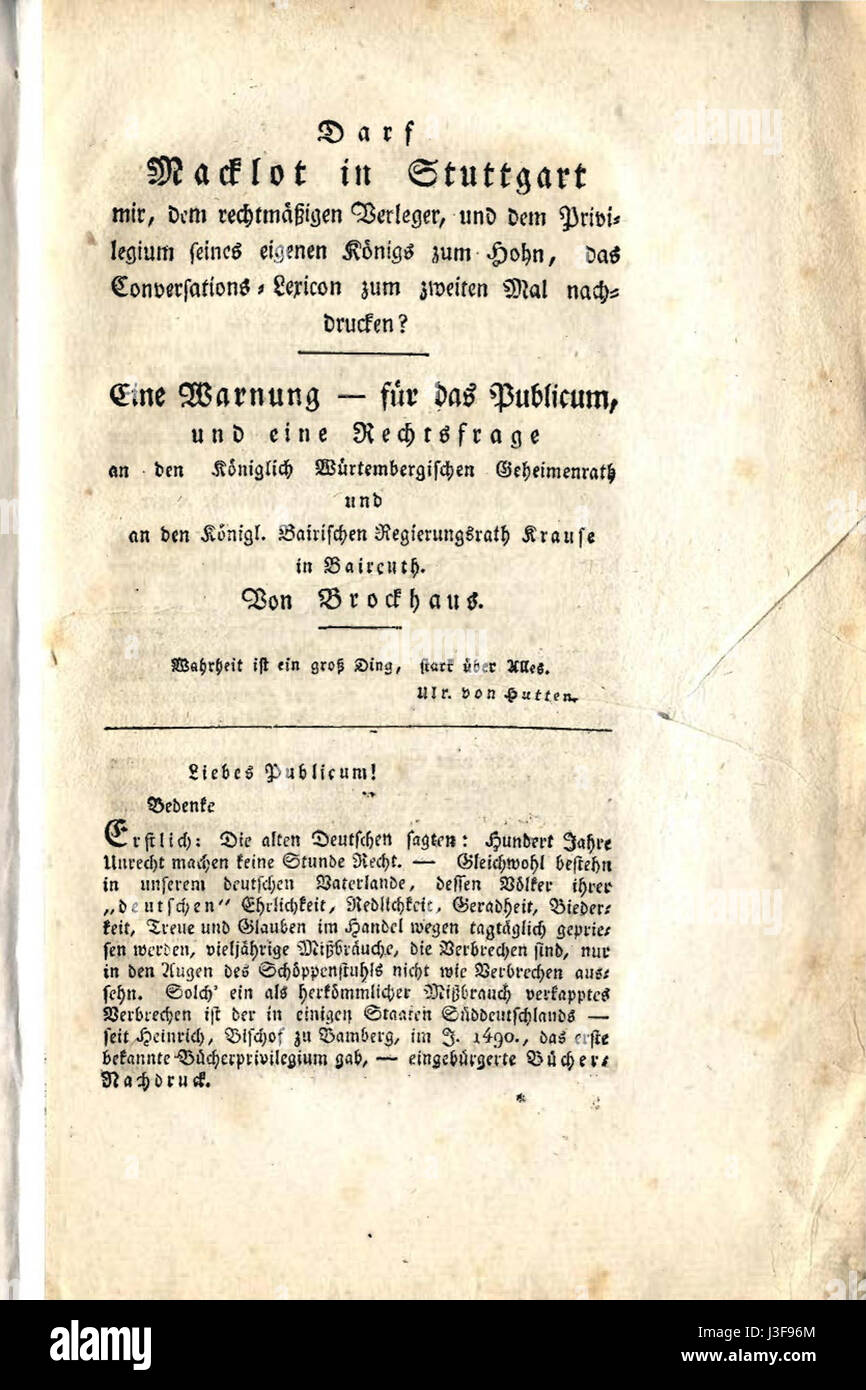 Darf
Macklot in Stuttgart
mir, dem rechtmäßigen Verleger, und dem Privi-
legium seines eigenen Königs zum Hohn, das
Conversations-Lexicon zum zweiten Mal nach-
drucken?
Eine Warnung — für das Publicum,
und eine Rechtsfrage
an den Königlich Würtembergischen Geheimenrath
und
an den Königl. Bairischen Regierungsrath Krause
in Baireuth.
Von Brockhaus.
Wahrheit ist ein groß Ding, stark über Alles.
Ulr. von Hutten.
Liebes Publicum!
Bedenke
Erstlich: Die alten Deutschen sagten: Hundert Jahre
Unrecht machen keine Stunde Recht. — Gleichwohl bestehn
in unserem deutschen Vaterlande, dessen Völker ihrer
„deutschen“ Ehrlichkeit, Redlichkeit, Geradheit, Bieder-
keit, Treue und Glauben im Handel wegen tagtäglich geprie-
sen werden, vieljährige Mißbräuche, die Verbrechen sind, nur
in den Augen des Schöppenstuhls nicht wie Verbrechen aus-
sehn. Solch' ein als herkömmlicher Mißbrauch verkapptes
Verbrechen ist der in einigen Staaten Süddeutschlands —
seit Heinrich, Bischof zu Bamberg, im J. 1490., das erste
bekannte Bücherprivilegium gab, — eingebürgerte Bücher-
Nachdruck.
*
alamy
Image ID: J3F96M
www.alamy.com